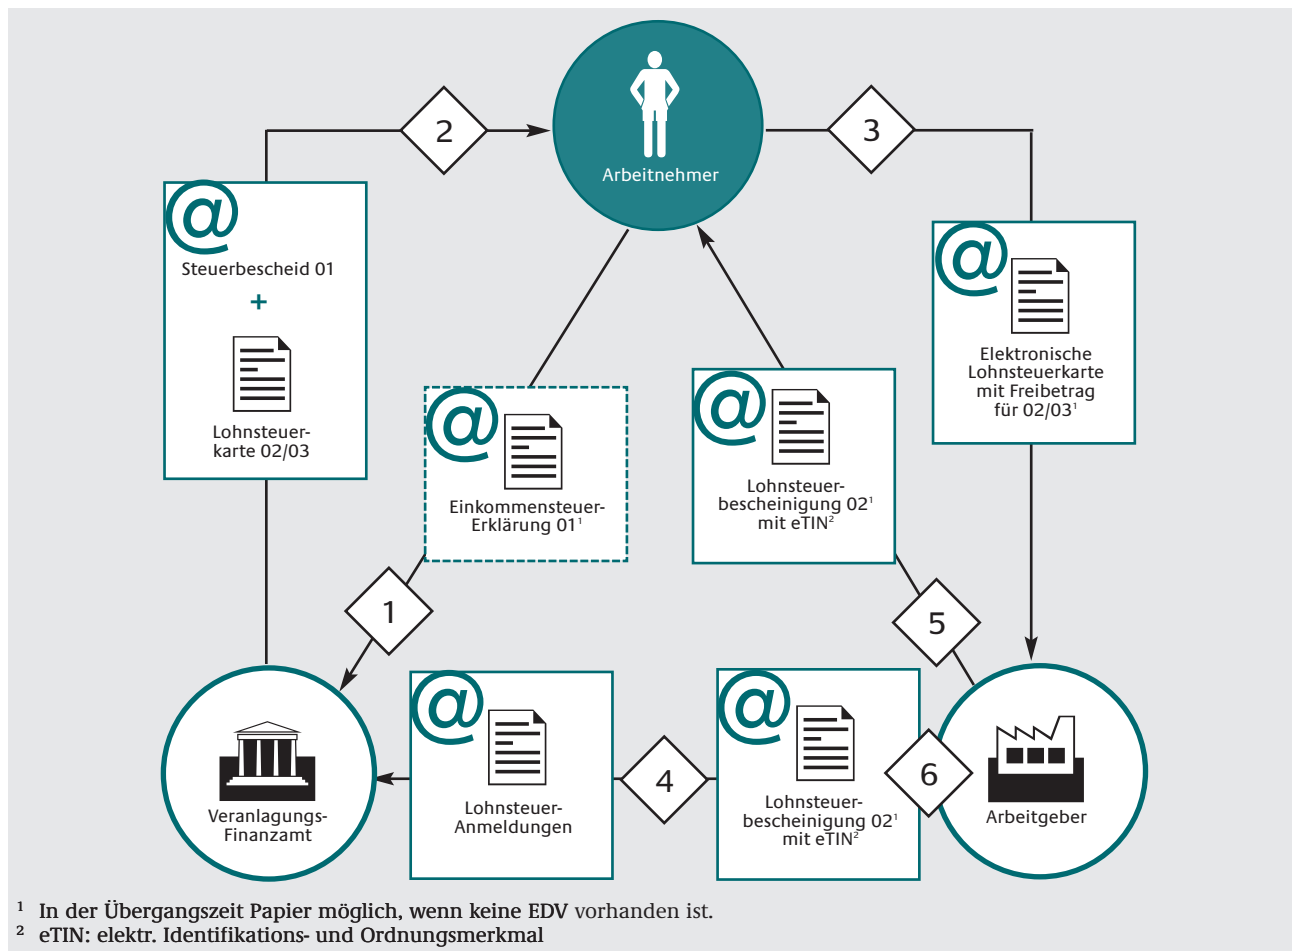 2
3
Arbeitnehmer
@
Steuerbescheid 01
+
Lohnsteuer-
karte 02/03
@
Elektronische
Lohnsteuerkarte
mit Freibetrag
für 02/03¹
@
Einkommensteuer-
Erklärung 01¹
@
Lohnsteuer-
bescheinigung 02¹
mit eTIN²
1
5
Veranlagungs-
Finanzamt
@
Lohnsteuer-
Anmeldungen
4
@
Lohnsteuer-
bescheinigung 02¹
mit eTIN²
6
Arbeitgeber
¹ In der Übergangszeit Papier möglich, wenn keine EDV vorhanden ist.
² eTIN: elektr. Identifikations- und Ordnungsmerkmal